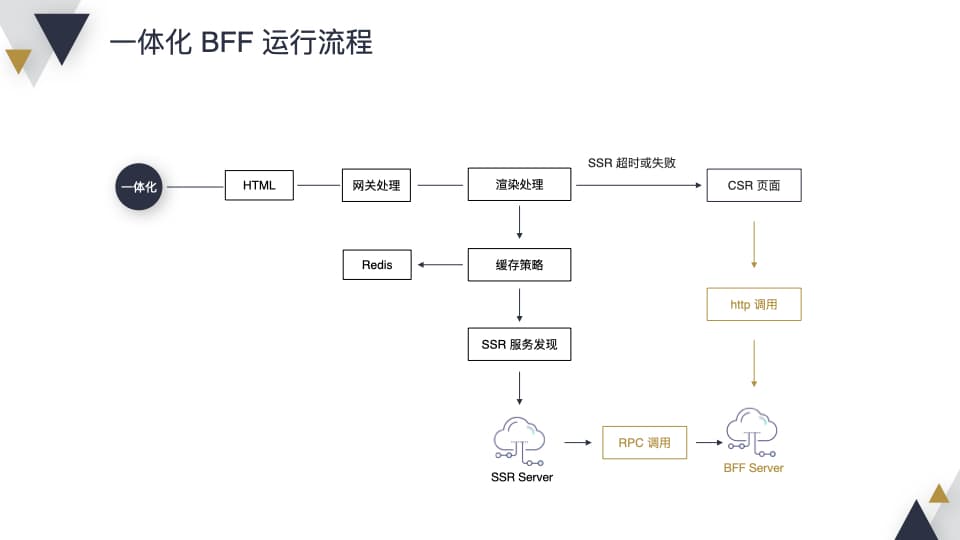 一体化 BFF 运行流程
SSR 超时或失败
一体化
HTML
网关处理
渲染处理
CSR 页面
Redis
缓存策略
http 调用
SSR 服务发现
RPC 调用
SSR Server
BFF Server